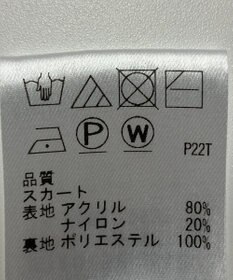 P W P22T
品質
スカート
表地 アクリル 80%
ナイロン 20%
裏地 ポリエステル 100%